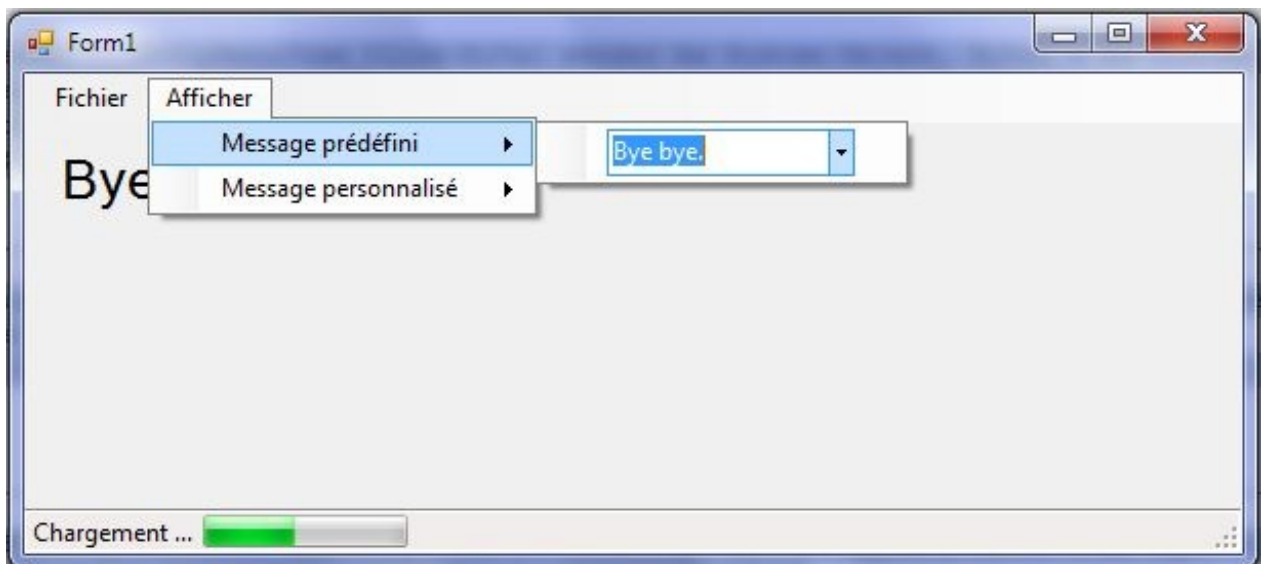 Form1
Fichier Afficher
Message prédéfini Bye bye.
Bye
Message personnalisé
Chargement ...